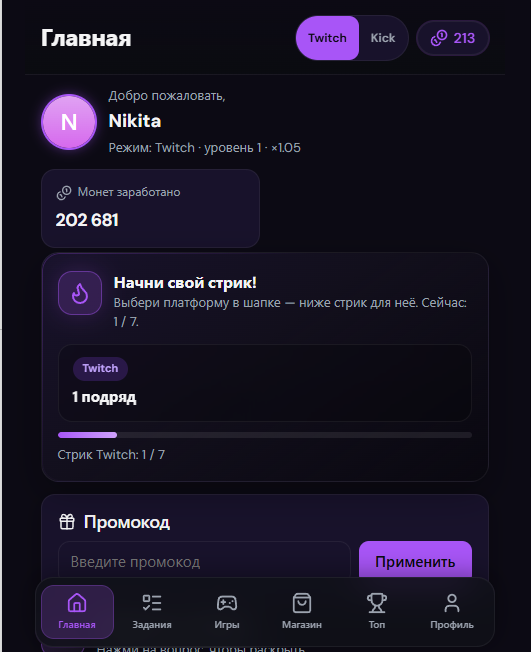 Главная
Twitch
Kick
213
N
Добро пожаловать,
Nikita
Режим: Twitch · уровень 1 · ×1.05
Монет заработано
202 681
Начни свой стрик!
Выбери платформу в шапке — ниже стрик для неё. Сейчас:
1 / 7.
Twitch
1 подряд
Стрик Twitch: 1 / 7
Промокод
Введите промокод
Применить
Главная
Задания
Игры
Магазин
Топ
Профиль
Нажми на вопрос, чтобы раскрыть